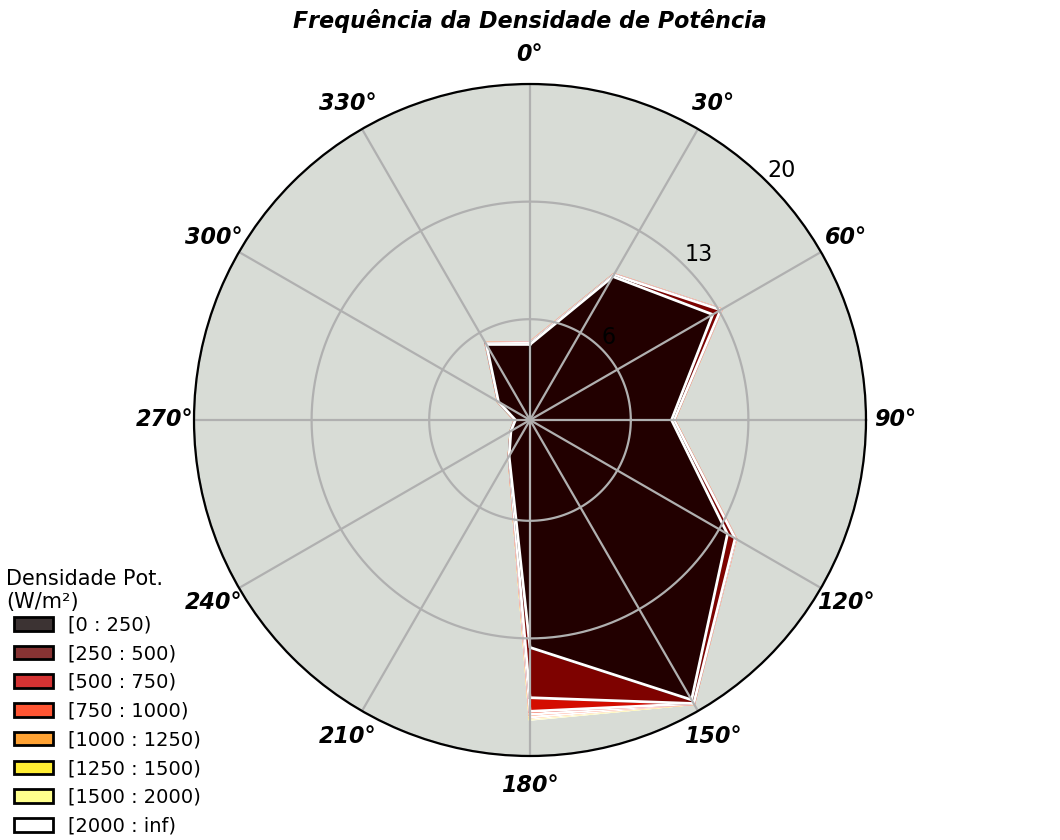 Frequência da Densidade de Potência
0°
330°
30°
20
300°
60°
13
6
270°
90°
240°
120°
210°
150°
180°
Densidade Pot.
(W/m²)
[0 : 250)
[250 : 500)
[500 : 750)
[750 : 1000)
[1000 : 1250)
[1250 : 1500)
[1500 : 2000)
[2000 : inf)